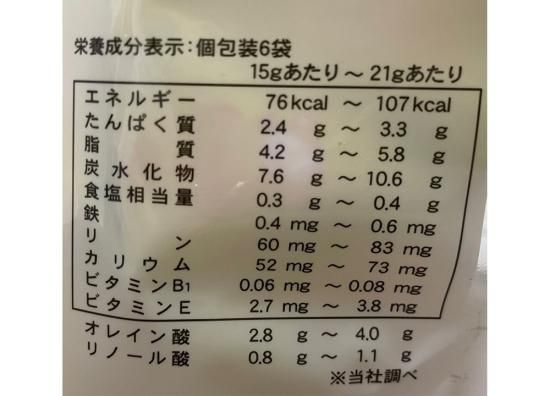 栄養成分表示:個包装6袋
15gあたり～21gあたり
エネルギー 76kcal ～ 107kcal
たんぱく質 2.4 g ～ 3.3 g
脂質 4.2 g ～ 5.8 g
炭水化物 7.6 g ～ 10.6 g
食塩相当量 0.3 g ～ 0.4 g
鉄 0.4 mg ～ 0.6 mg
リン 60 mg ～ 83 mg
カリウム 52 mg ～ 73 mg
ビタミンB1 0.06 mg ～ 0.08 mg
ビタミンE 2.7 mg ～ 3.8 mg
オレイン酸 2.8 g ～ 4.0 g
リノール酸 0.8 g ～ 1.1 g
※当社調べ